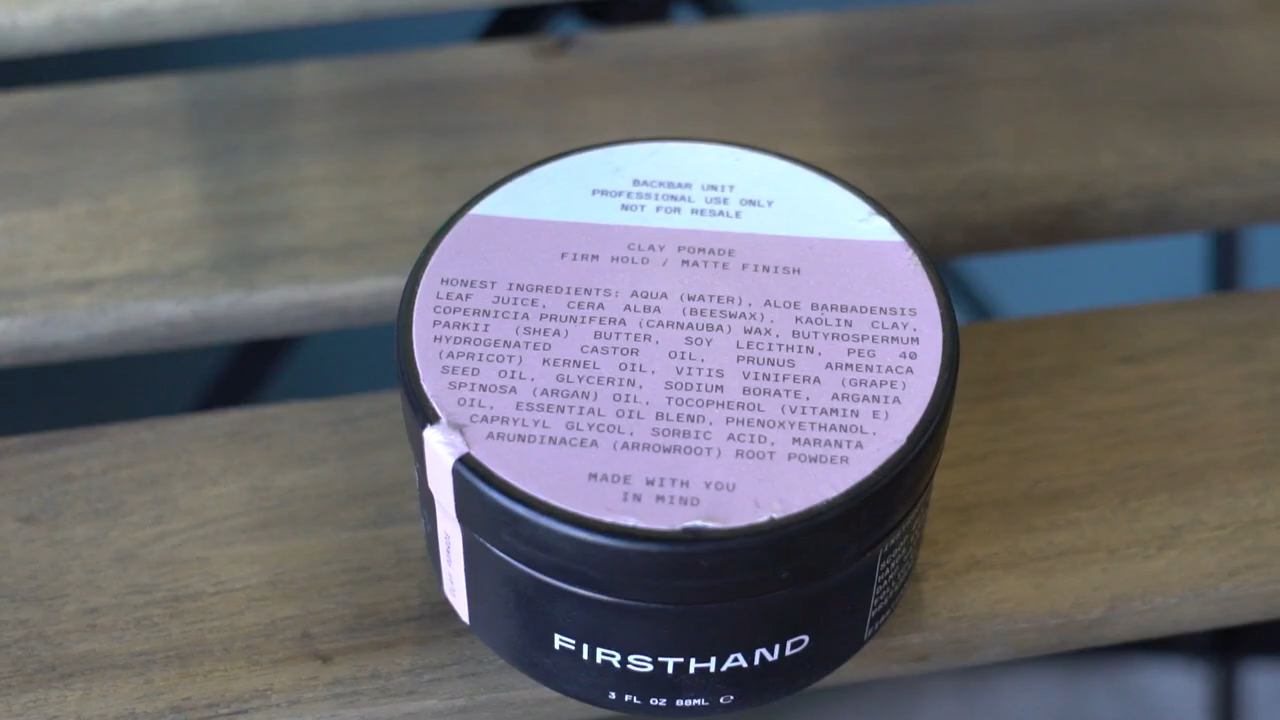 BACKBAR UNIT
PROFESSIONAL USE ONLY
NOT FOR RESALE
CLAY POMADE
FIRM HOLD / MATTE FINISH
HONEST INGREDIENTS: AQUA (WATER), ALOE BARBADENSIS
LEAF JUICE, CERA ALBA (BEESWAX), KAOLIN CLAY,
COPERNICIA PRUNIFERA (CARNAUBA) WAX, BUTYROSPERMUM
PARKII (SHEA) BUTTER, SOY LECITHIN, PEG 40
HYDROGENATED CASTOR OIL, PRUNUS ARMENIACA
(APRICOT) KERNEL OIL, VITIS VINIFERA (GRAPE)
SEED OIL, GLYCERIN, SODIUM BORATE, ARGANIA
SPINOSA (ARGAN) OIL, TOCOPHEROL (VITAMIN E)
OIL, ESSENTIAL OIL BLEND, PHENOXYETHANOL,
CAPRYLYL GLYCOL, SORBIC ACID, MARANTA
ARUNDINACEA (ARROWROOT) ROOT POWDER
MADE WITH YOU
IN MIND
CLAY POMADE
FIRSTHAND
3 FL OZ 88ML ℮